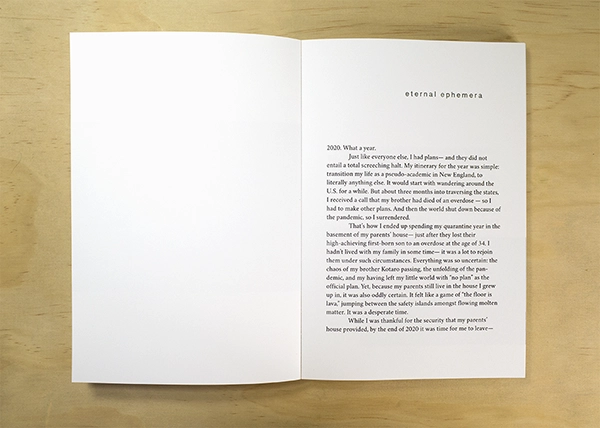 eternal ephemera
2020. What a year.
Just like everyone else, I had plans— and they did not
entail a total screeching halt. My itinerary for the year was simple:
transition my life as a pseudo-academic in New England, to
literally anything else. It would start with wandering around the
U.S. for a while. But about three months into traversing the states,
I received a call that my brother had died of an overdose — so I
had to make other plans. And then the world shut down because of
the pandemic, so I surrendered.
That's how I ended up spending my quarantine year in the
basement of my parents' house— just after they lost their
high-achieving first-born son to an overdose at the age of 34. I
hadn't lived with my family in some time— it was a lot to rejoin
them under such circumstances. Everything was so uncertain: the
chaos of my brother Kotaro passing, the unfolding of the pan-
demic, and my having left my little world with "no plan" as the
official plan. Yet, because my parents still live in the house I grew
up in, it was also oddly certain. It felt like a game of "the floor is
lava," jumping between the safety islands amongst flowing molten
matter. It was a desperate time.
While I was thankful for the security that my parents'
house provided, by the end of 2020 it was time for me to leave—